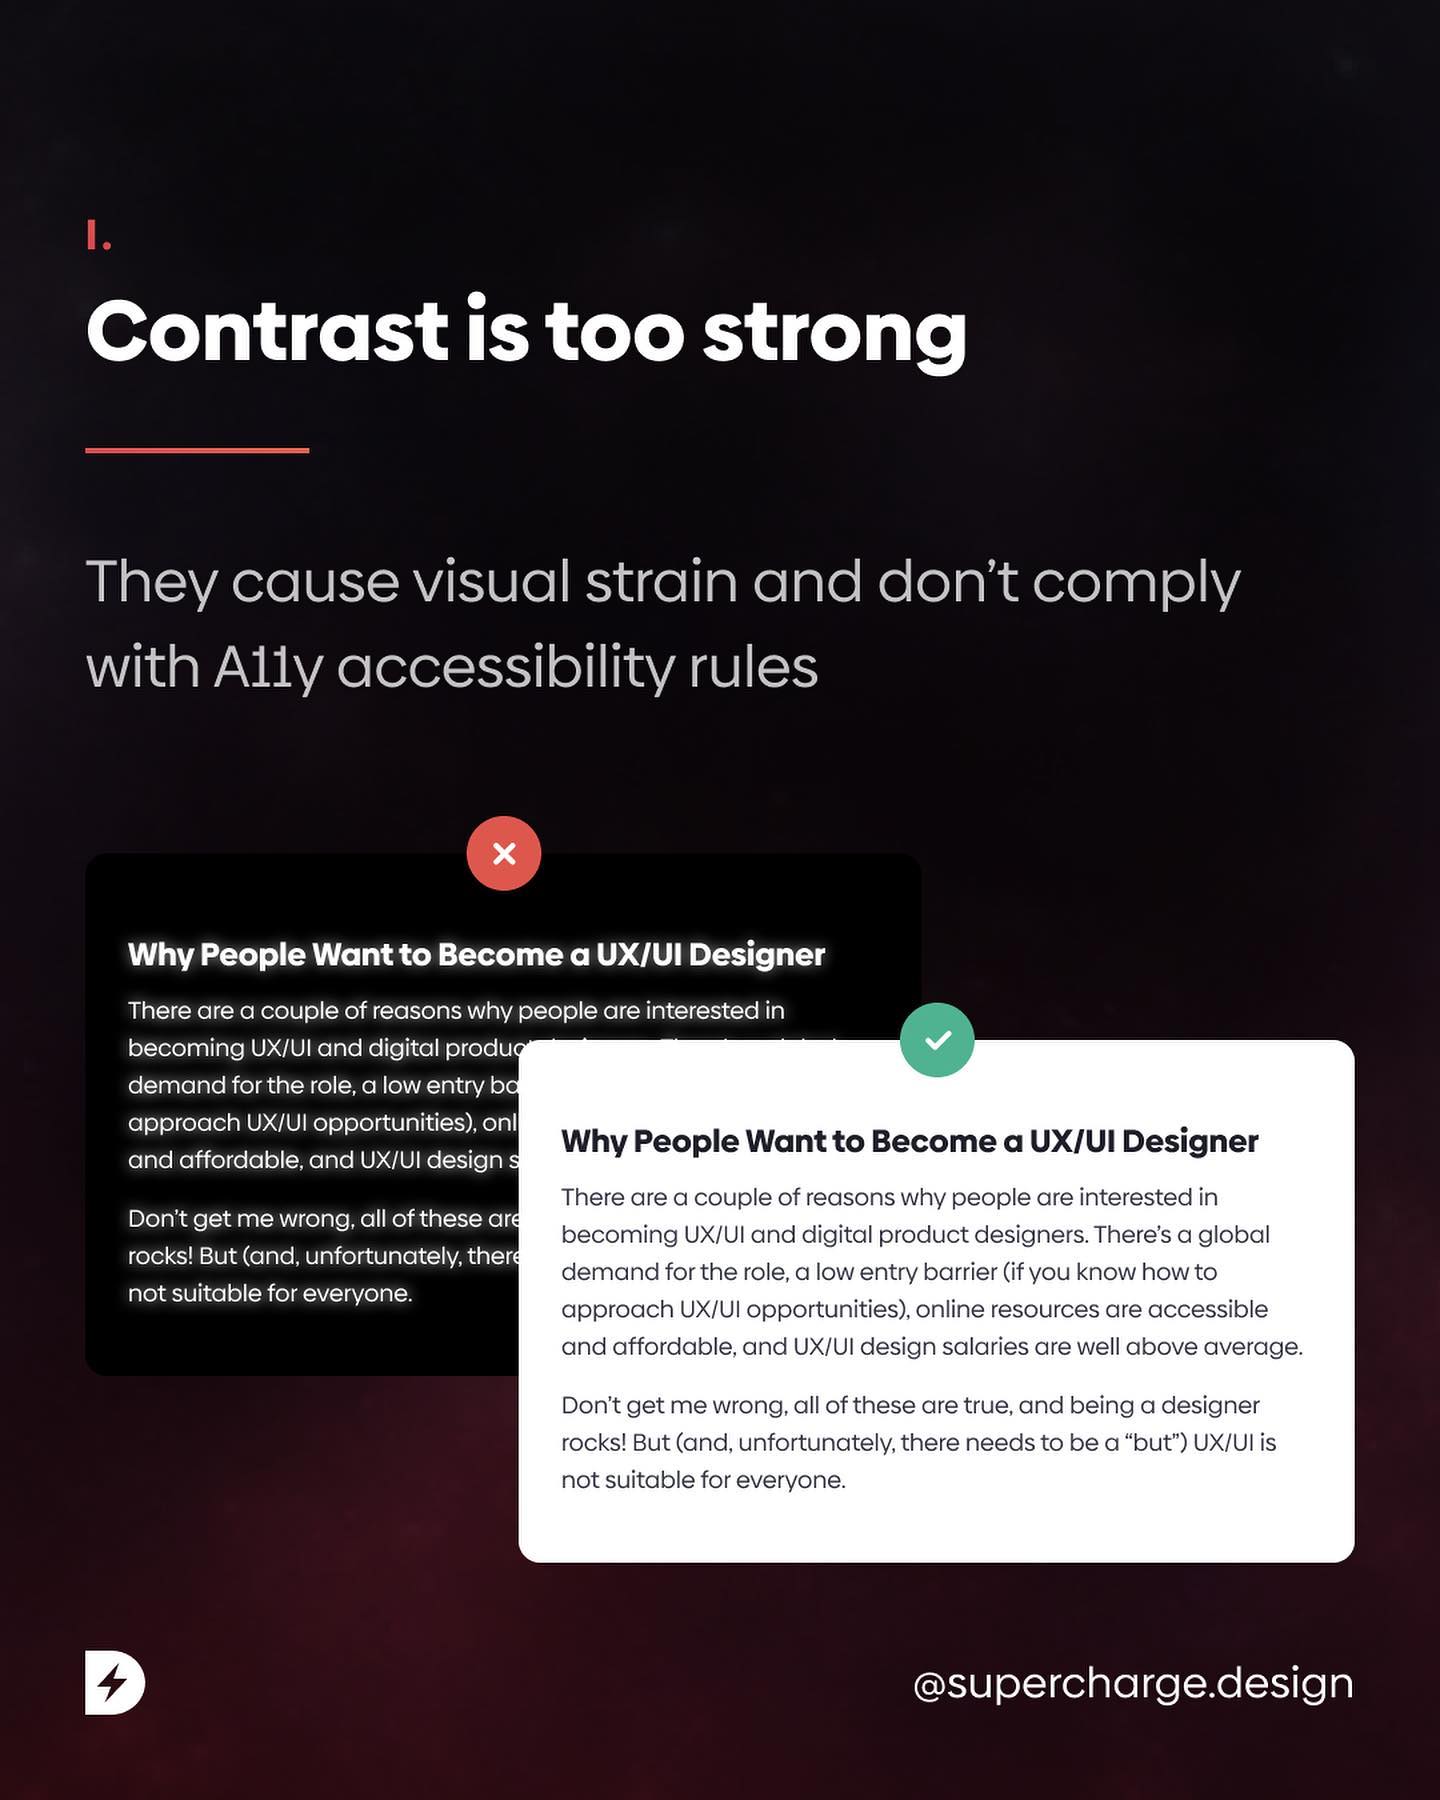 I.
Contrast is too strong
They cause visual strain and don’t comply
with A11y accessibility rules
Why People Want to Become a UX/UI Designer
There are a couple of reasons why people are interested in
becoming UX/UI and digital product
demand for the role, a low entry ba
approach UX/UI opportunities), onl
and affordable, and UX/UI design s
Don’t get me wrong, all of these are
rocks! But (and, unfortunately, there
not suitable for everyone.
Why People Want to Become a UX/UI Designer
There are a couple of reasons why people are interested in
becoming UX/UI and digital product designers. There’s a global
demand for the role, a low entry barrier (if you know how to
approach UX/UI opportunities), online resources are accessible
and affordable, and UX/UI design salaries are well above average.
Don’t get me wrong, all of these are true, and being a designer
rocks! But (and, unfortunately, there needs to be a “but”) UX/UI is
not suitable for everyone.
@supercharge.design